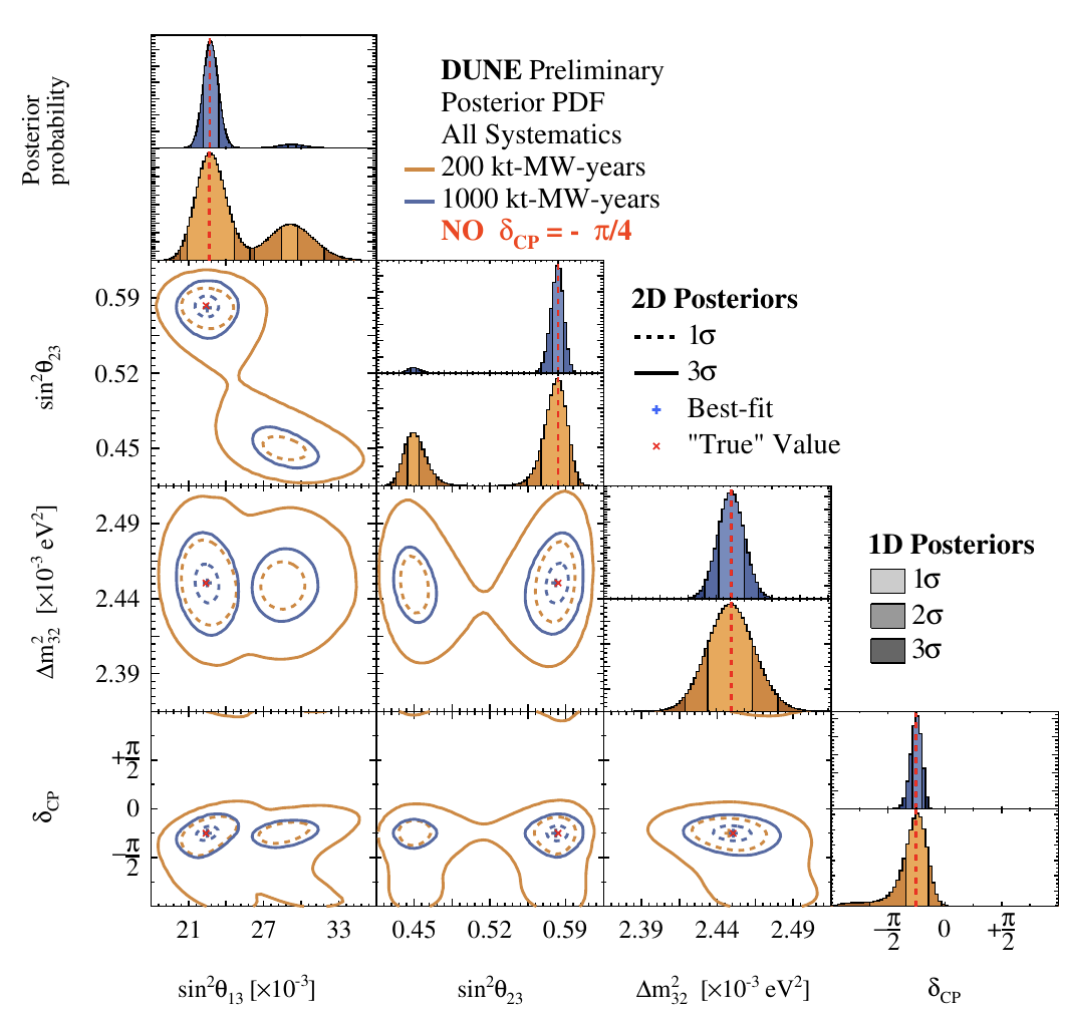 Posterior
probability
DUNE Preliminary
Posterior PDF
All Systematics
200 kt-MW-years
1000 kt-MW-years
NO δCP = - π/4
0.59
0.52
0.45
sin²θ23
2D Posteriors
1σ
3σ
Best-fit
"True" Value
2.49
2.44
2.39
Δm²32 [×10⁻³ eV²]
1D Posteriors
1σ
2σ
3σ
+π/2
0
−π/2
δCP
21 27 33 0.45 0.52 0.59 2.39 2.44 2.49 −π/2 0 +π/2
sin²θ13 [×10⁻³] sin²θ23 Δm²32 [×10⁻³ eV²] δCP